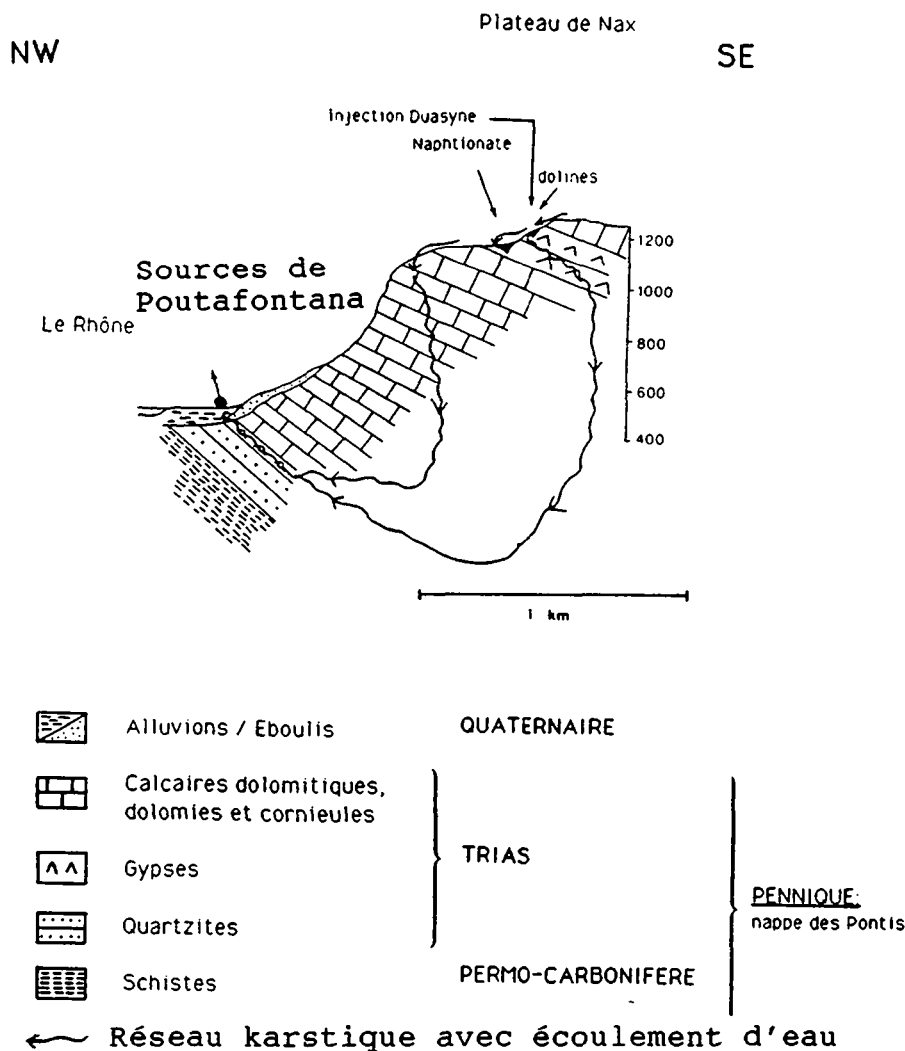 Plateau de Nax
NW
SE
Injection Duasyne
Naphtionate
dolines
1200
1000
800
600
400
Sources de
Poutafontana
Le Rhône
1 km
Alluvions / Eboulis
QUATERNAIRE
Calcaires dolomitiques,
dolomies et cornieules
TRIAS
Gypses
Quartzites
PENNIQUE:
nappe des Pontis
Schistes
PERMO-CARBONIFERE
Réseau karstique avec écoulement d'eau